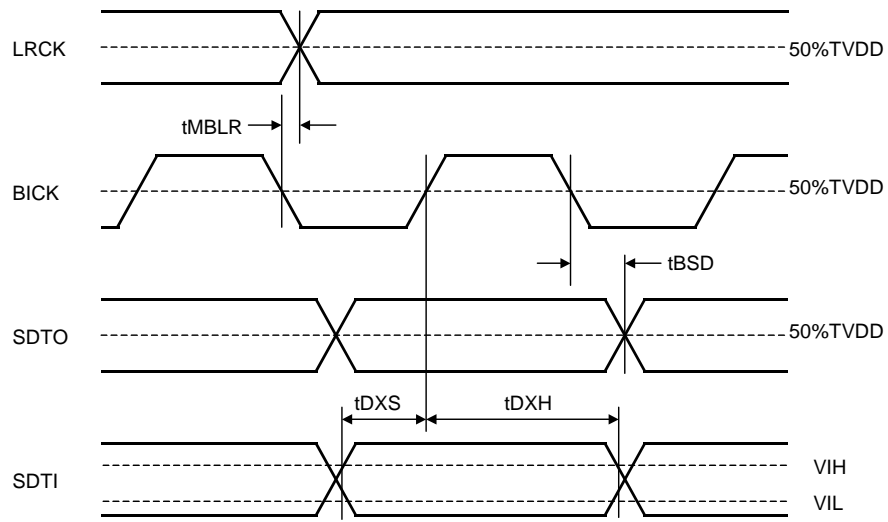 LRCK
50%TVDD
tMBLR
BICK
50%TVDD
tBSD
SDTO
50%TVDD
tDXS
tDXH
SDTI
VIH
VIL